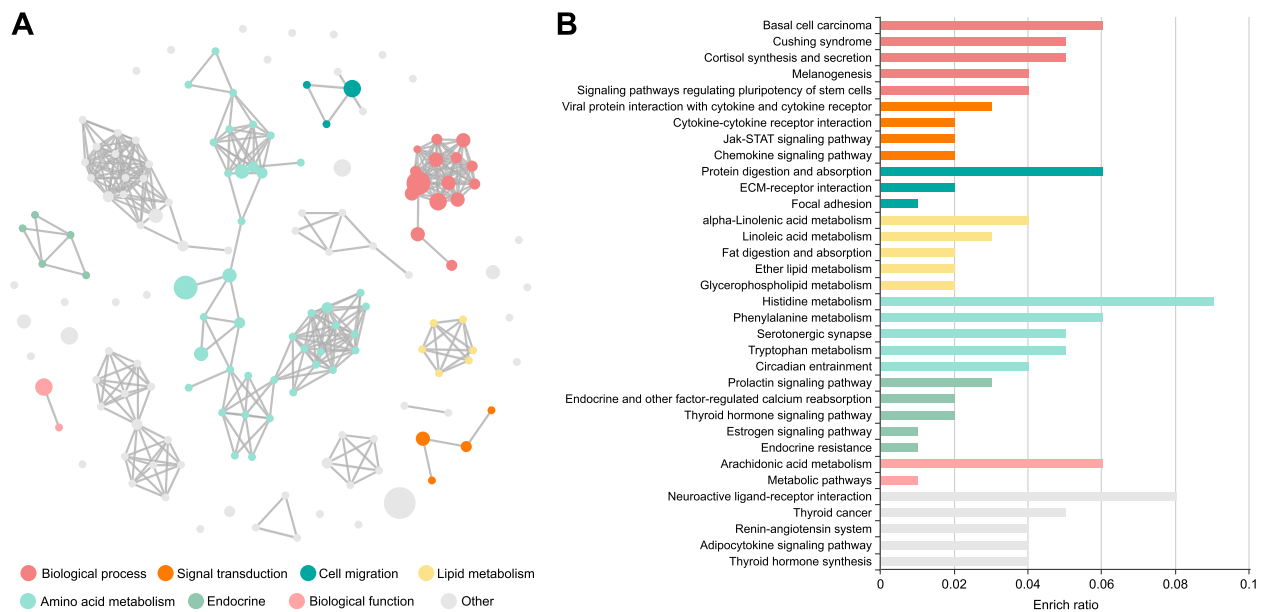 A
B
Basal cell carcinoma
Cushing syndrome
Cortisol synthesis and secretion
Melanogenesis
Signaling pathways regulating pluripotency of stem cells
Viral protein interaction with cytokine and cytokine receptor
Cytokine-cytokine receptor interaction
Jak-STAT signaling pathway
Chemokine signaling pathway
Protein digestion and absorption
ECM-receptor interaction
Focal adhesion
alpha-Linolenic acid metabolism
Linoleic acid metabolism
Fat digestion and absorption
Ether lipid metabolism
Glycerophospholipid metabolism
Histidine metabolism
Phenylalanine metabolism
Serotonergic synapse
Tryptophan metabolism
Circadian entrainment
Prolactin signaling pathway
Endocrine and other factor-regulated calcium reabsorption
Thyroid hormone signaling pathway
Estrogen signaling pathway
Endocrine resistance
Arachidonic acid metabolism
Metabolic pathways
Neuroactive ligand-receptor interaction
Thyroid cancer
Renin-angiotensin system
Adipocytokine signaling pathway
Thyroid hormone synthesis
0 0.02 0.04 0.06 0.08 0.1
Enrich ratio
Biological process Signal transduction Cell migration Lipid metabolism
Amino acid metabolism Endocrine Biological function Other